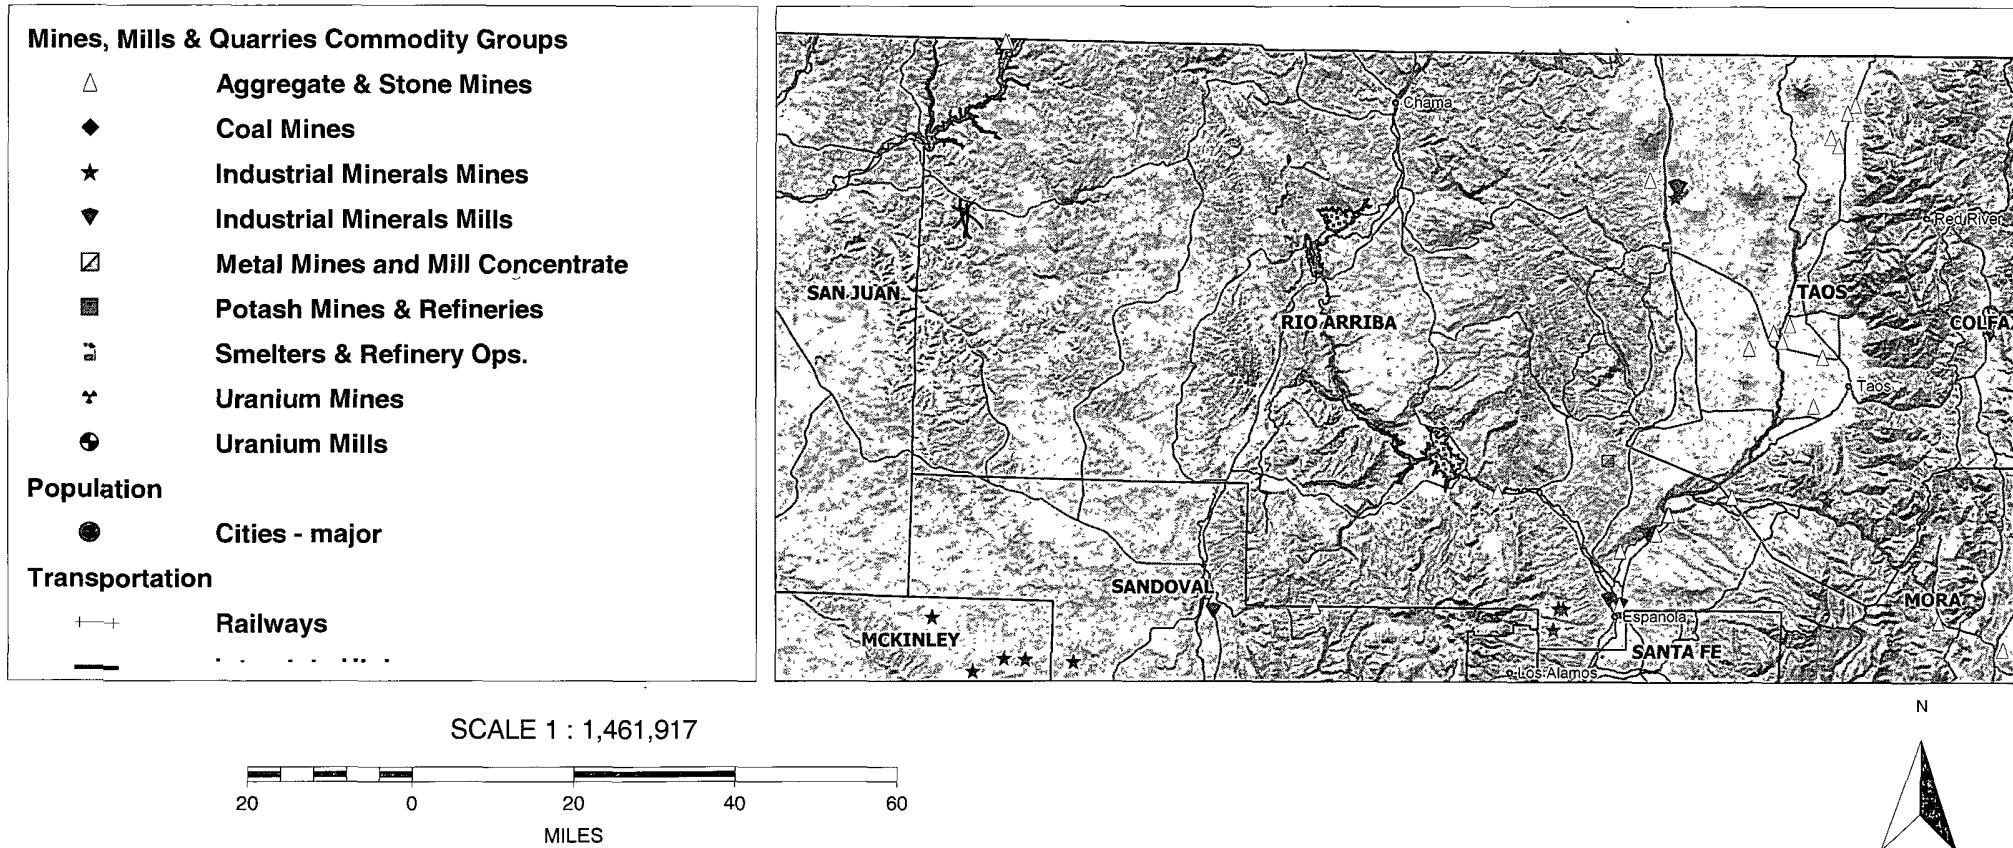 Mines, Mills & Quarries Commodity Groups
Aggregate & Stone Mines
Coal Mines
Industrial Minerals Mines
Industrial Minerals Mills
Metal Mines and Mill Concentrate
Potash Mines & Refineries
Smelters & Refinery Ops.
Uranium Mines
Uranium Mills
Population
Cities - major
Transportation
Railways
Chama
Red River
SAN JUAN
RIO ARRIBA
TAOS
COLFA
Taos
SANDOVAL
MCKINLEY
MORA
Espanola
SANTA FE
Los Alamos
SCALE 1 : 1,461,917
20 0 20 40 60
MILES
N